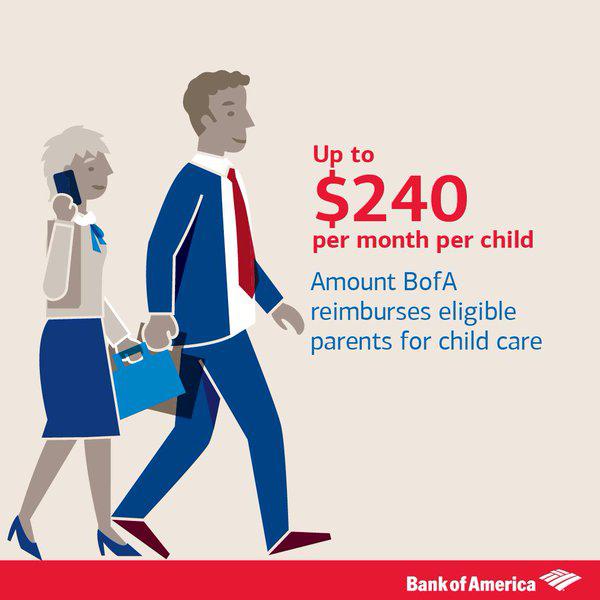 Up to
$240
per month per child
Amount BofA
reimburses eligible
parents for child care
Bank of America